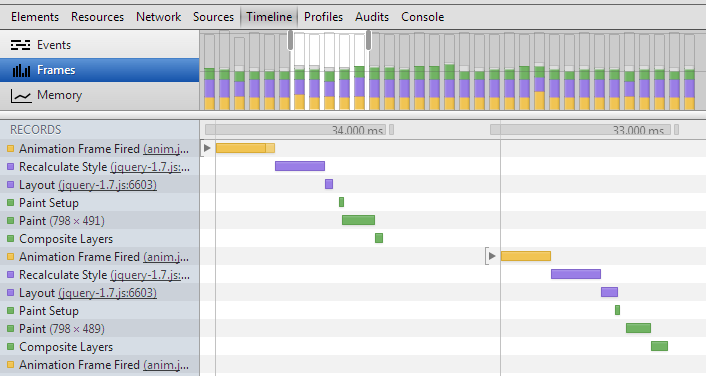 Elements Resources Network Sources Timeline Profiles Audits Console
Events
Frames
Memory
RECORDS 34.000 ms 33.000 ms
Animation Frame Fired (anim.j...
Recalculate Style (jquery-1.7.js:...
Layout (jquery-1.7.js:6603)
Paint Setup
Paint (798 × 491)
Composite Layers
Animation Frame Fired (anim.j...
Recalculate Style (jquery-1.7.js:...
Layout (jquery-1.7.js:6603)
Paint Setup
Paint (798 × 489)
Composite Layers
Animation Frame Fired (anim.j...